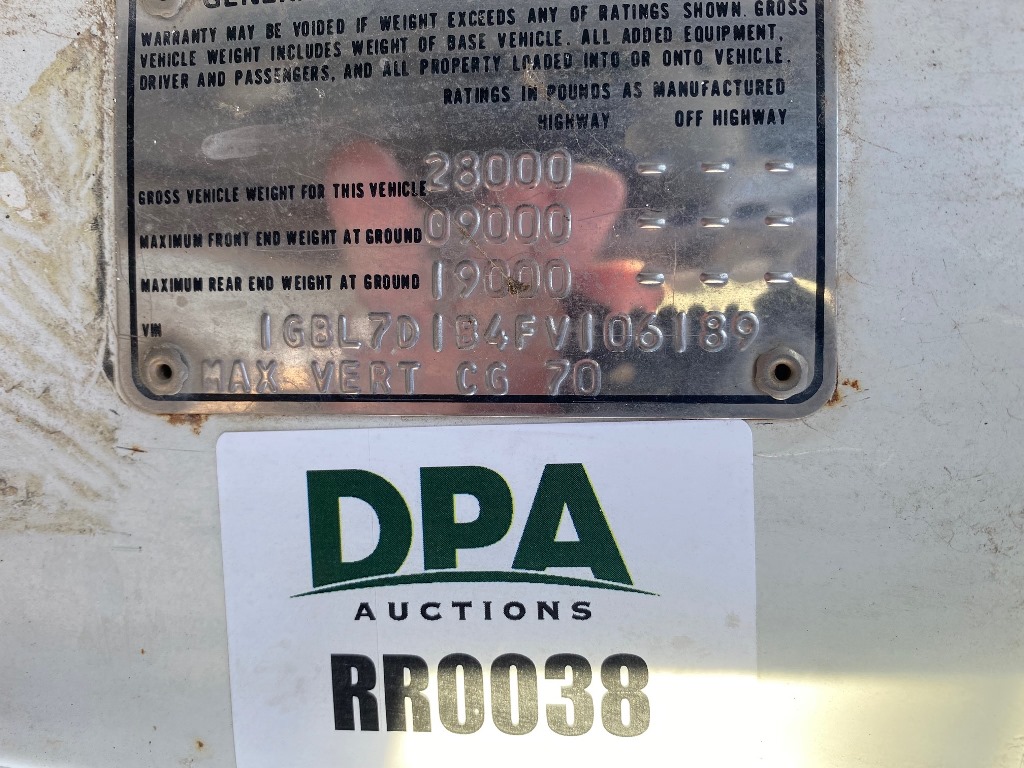 WARRANTY MAY BE VOIDED IF WEIGHT EXCEEDS ANY OF RATINGS SHOWN. GROSS
VEHICLE WEIGHT INCLUDES WEIGHT OF BASE VEHICLE. ALL ADDED EQUIPMENT,
DRIVER AND PASSENGERS, AND ALL PROPERTY LOADED INTO OR ONTO VEHICLE.
RATINGS IN POUNDS AS MANUFACTURED
HIGHWAY OFF HIGHWAY
GROSS VEHICLE WEIGHT FOR THIS VEHICLE 28000 - - -
MAXIMUM FRONT END WEIGHT AT GROUND 09000 - - -
MAXIMUM REAR END WEIGHT AT GROUND 19000 - - -
VIN 1GBL7D1B4FV106189
MAX VERT CG 70
DPA
AUCTIONS
RR0038